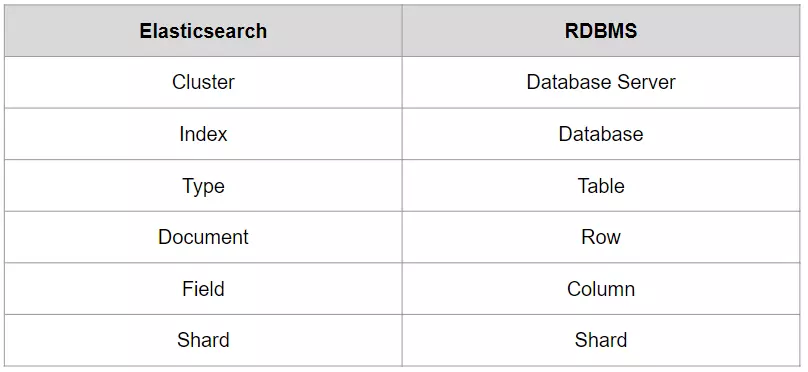 Elasticsearch RDBMS
Cluster Database Server
Index Database
Type Table
Document Row
Field Column
Shard Shard